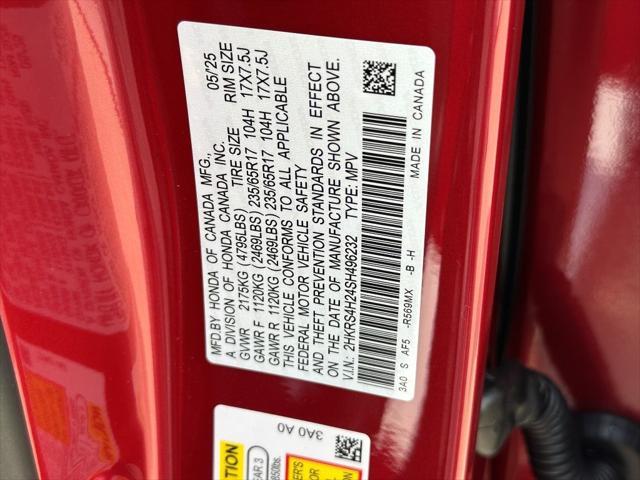 MFD.BY HONDA OF CANADA MFG., 05/25
A DIVISION OF HONDA CANADA INC.
GVWR 2175KG (4795LBS) TIRE SIZE RIM SIZE
GAWR F 1120KG (2469LBS) 235/65R17 104H 17X7.5J
GAWR R 1120KG (2469LBS) 235/65R17 104H 17X7.5J
THIS VEHICLE CONFORMS TO ALL APPLICABLE
FEDERAL MOTOR VEHICLE SAFETY
AND THEFT PREVENTION STANDARDS IN EFFECT
ON THE DATE OF MANUFACTURE SHOWN ABOVE.
V.I.N: 2HKRS4H24SH496232 TYPE: MPV
3A0 S AF5 -R569MX -B -H MADE IN CANADA
3A0 A0